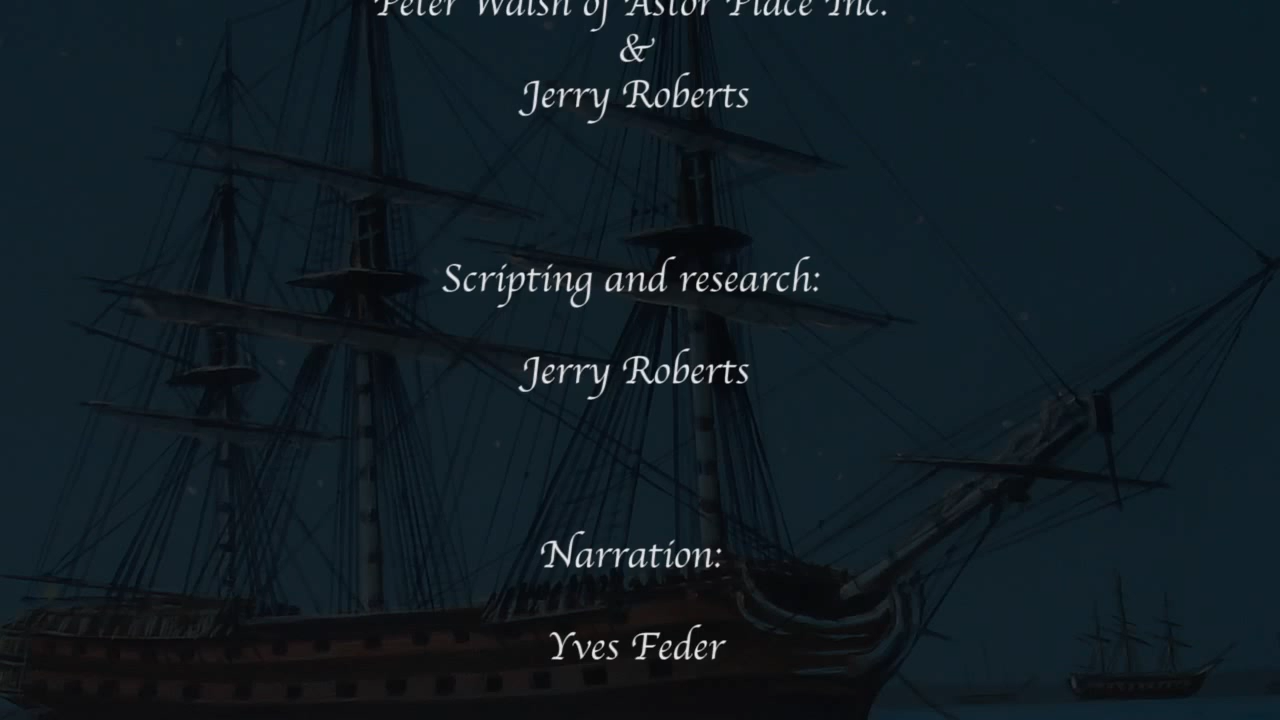 Peter Walsh of Astor Place Inc.
&
Jerry Roberts
Scripting and research:
Jerry Roberts
Narration:
Yves Feder